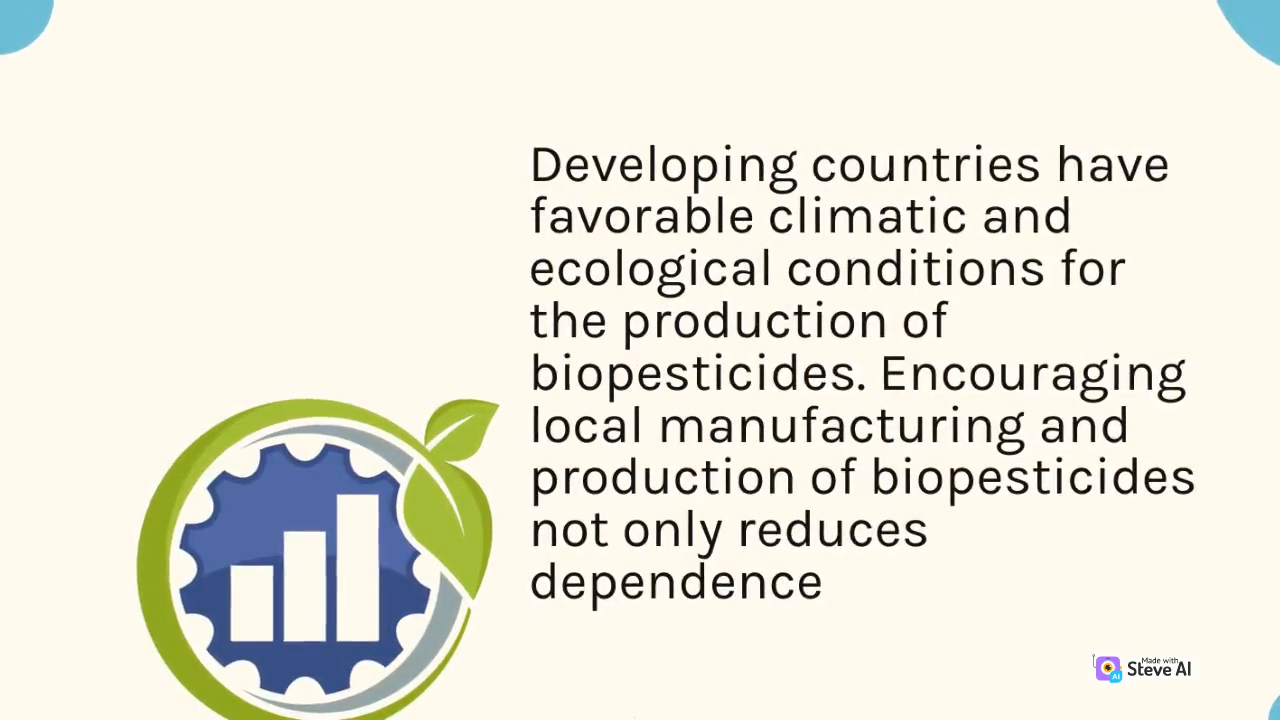 Developing countries have
favorable climatic and
ecological conditions for
the production of
biopesticides. Encouraging
local manufacturing and
production of biopesticides
not only reduces
dependence
Made with
Steve AI
AI